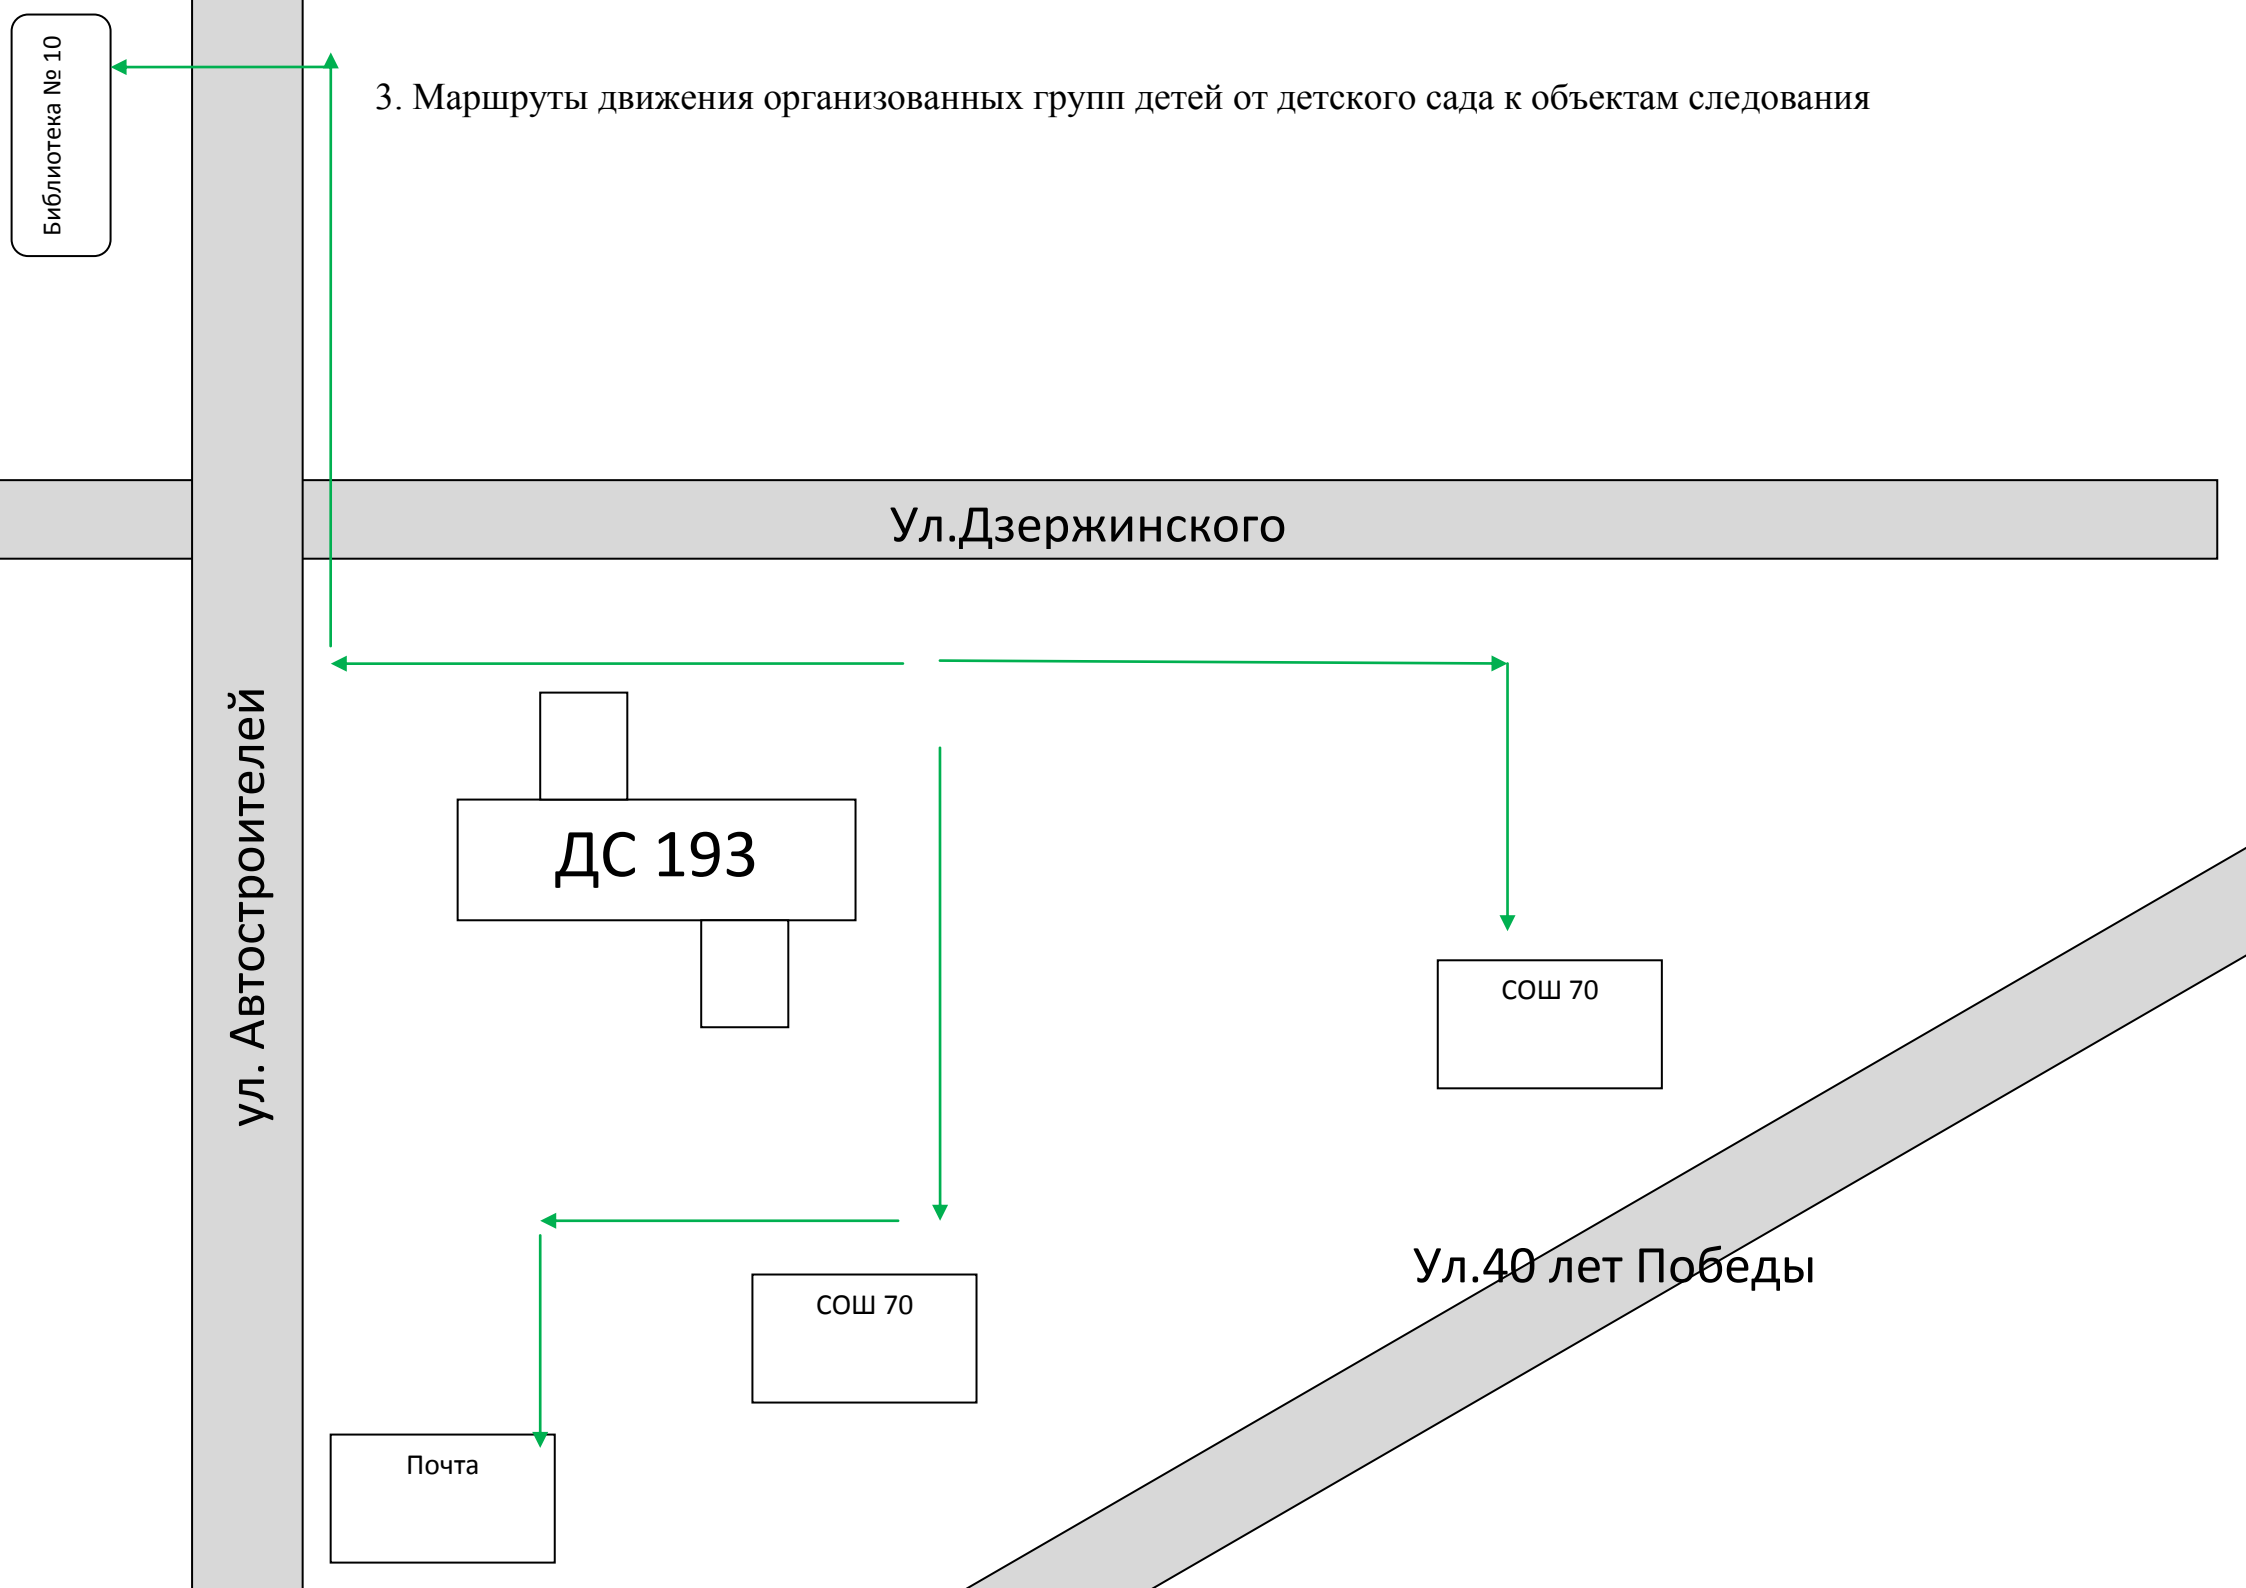 Библиотека № 10
3. Маршруты движения организованных групп детей от детского сада к объектам следования
Ул.Дзержинского
ул. Автостроителей
ДС 193
СОШ 70
Ул.40 лет Победы
СОШ 70
Почта